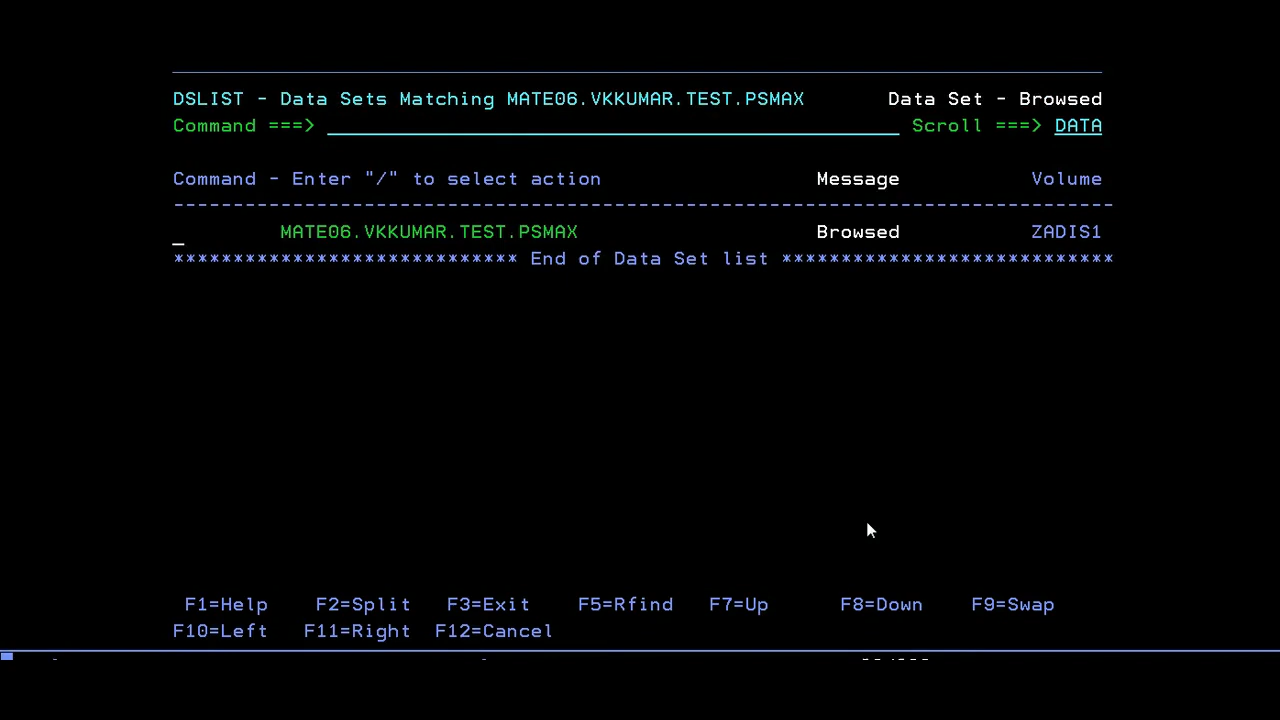 DSLIST - Data Sets Matching MATE06.VKKUMAR.TEST.PSMAX Data Set - Browsed
Command ===> Scroll ===> DATA
Command - Enter "/" to select action Message Volume
-------------------------------------------------------------------------------
MATE06.VKKUMAR.TEST.PSMAX Browsed ZADIS1
***************************** End of Data Set list ****************************
F1=Help F2=Split F3=Exit F5=Rfind F7=Up F8=Down F9=Swap
F10=Left F11=Right F12=Cancel